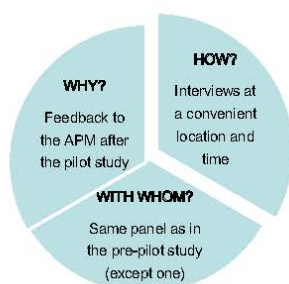 WHY?
Feedback to
the APM after
the pilot study
HOW?
Interviews at
a convenient
location and
time
WITH WHOM?
Same panel as in
the pre-pilot study
(except one)